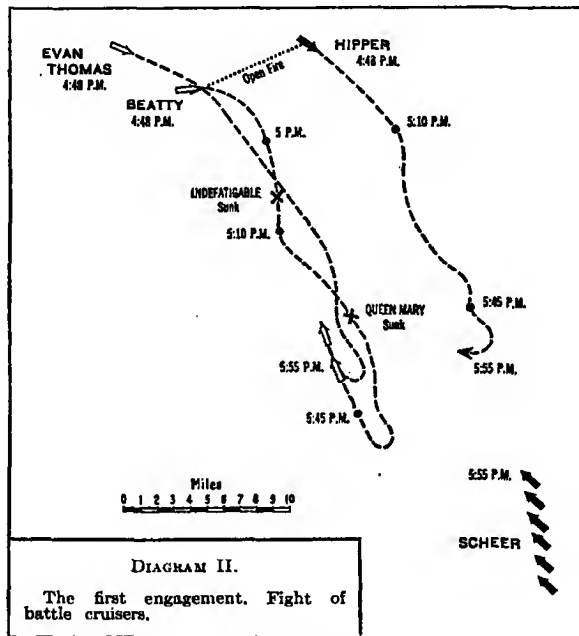 EVAN
THOMAS
4:48 P.M.
HIPPER
4:48 P.M.
Open Fire
BEATTY
4:48 P.M.
5 P.M.
5:10 P.M.
INDEFATIGABLE
Sunk
5:10 P.M.
QUEEN MARY
Sunk
5:45 P.M.
5:55 P.M.
5:55 P.M.
5:45 P.M.
Miles
0 1 2 3 4 5 6 7 8 9 10
5:55 P.M.
SCHEER
DIAGRAM II.
The first engagement. Fight of
battle cruisers.